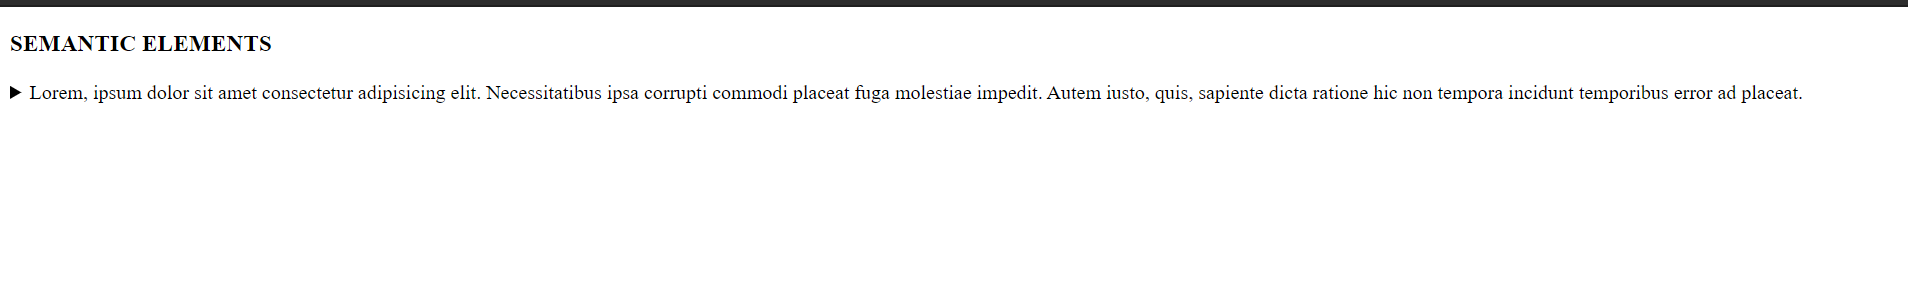 SEMANTIC ELEMENTS
Lorem, ipsum dolor sit amet consectetur adipisicing elit. Necessitatibus ipsa corrupti commodi placeat fuga molestiae impedit. Autem iusto, quis, sapiente dicta ratione hic non tempora incidunt temporibus error ad placeat.